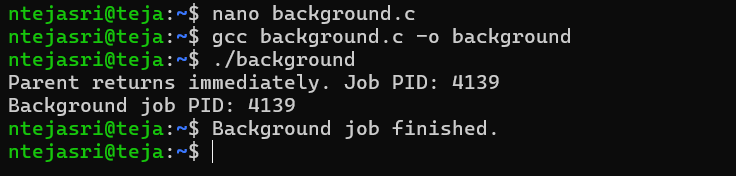 ntejasri@teja:~$ nano background.c
ntejasri@teja:~$ gcc background.c -o background
ntejasri@teja:~$ ./background
Parent returns immediately. Job PID: 4139
Background job PID: 4139
ntejasri@teja:~$ Background job finished.
ntejasri@teja:~$